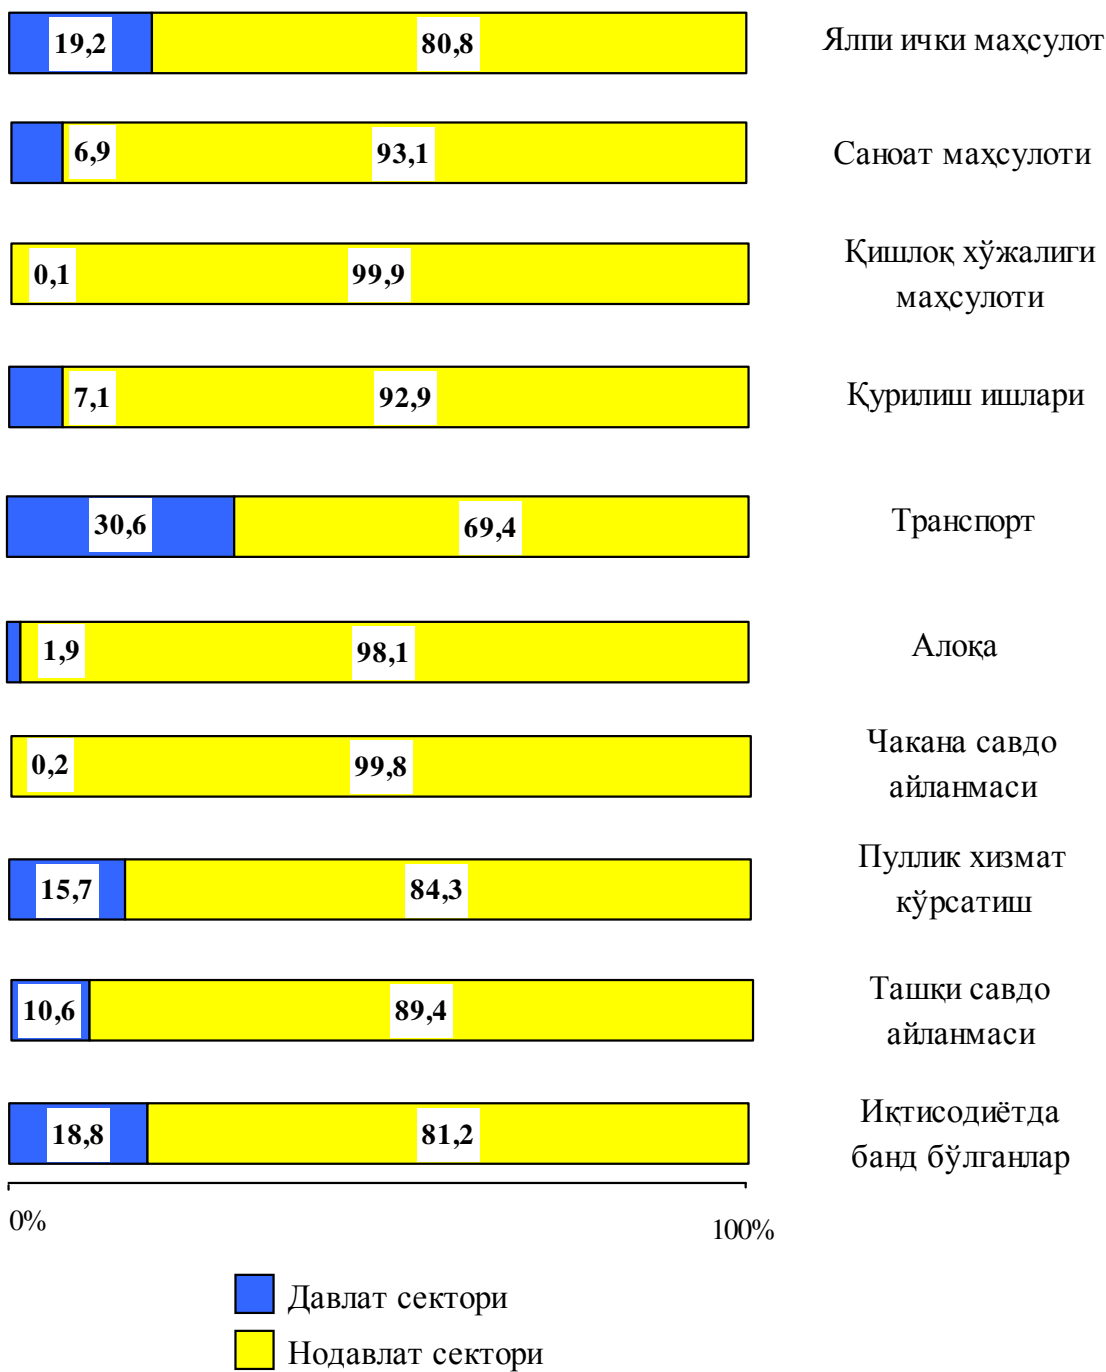 19,2 80,8 Ялпи ички маҳсулот
6,9 93,1 Саноат маҳсулоти
0,1 99,9 Қишлоқ хўжалиги
маҳсулоти
7,1 92,9 Қурилиш ишлари
30,6 69,4 Транспорт
1,9 98,1 Алоқа
0,2 99,8 Чакана савдо
айланмаси
15,7 84,3 Пуллик хизмат
кўрсатиш
10,6 89,4 Ташқи савдо
айланмаси
18,8 81,2 Иқтисодиётда
банд бўлганлар
0% 100%
Давлат сектори
Нодавлат сектори